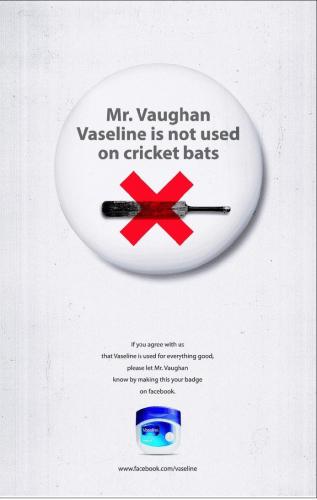 Mr. Vaughan
Vaseline is not used
on cricket bats
If you agree with us
that Vaseline is used for everything good,
please let Mr. Vaughan
know by making this your badge
on facebook.
Vaseline
www.facebook.com/vaseline